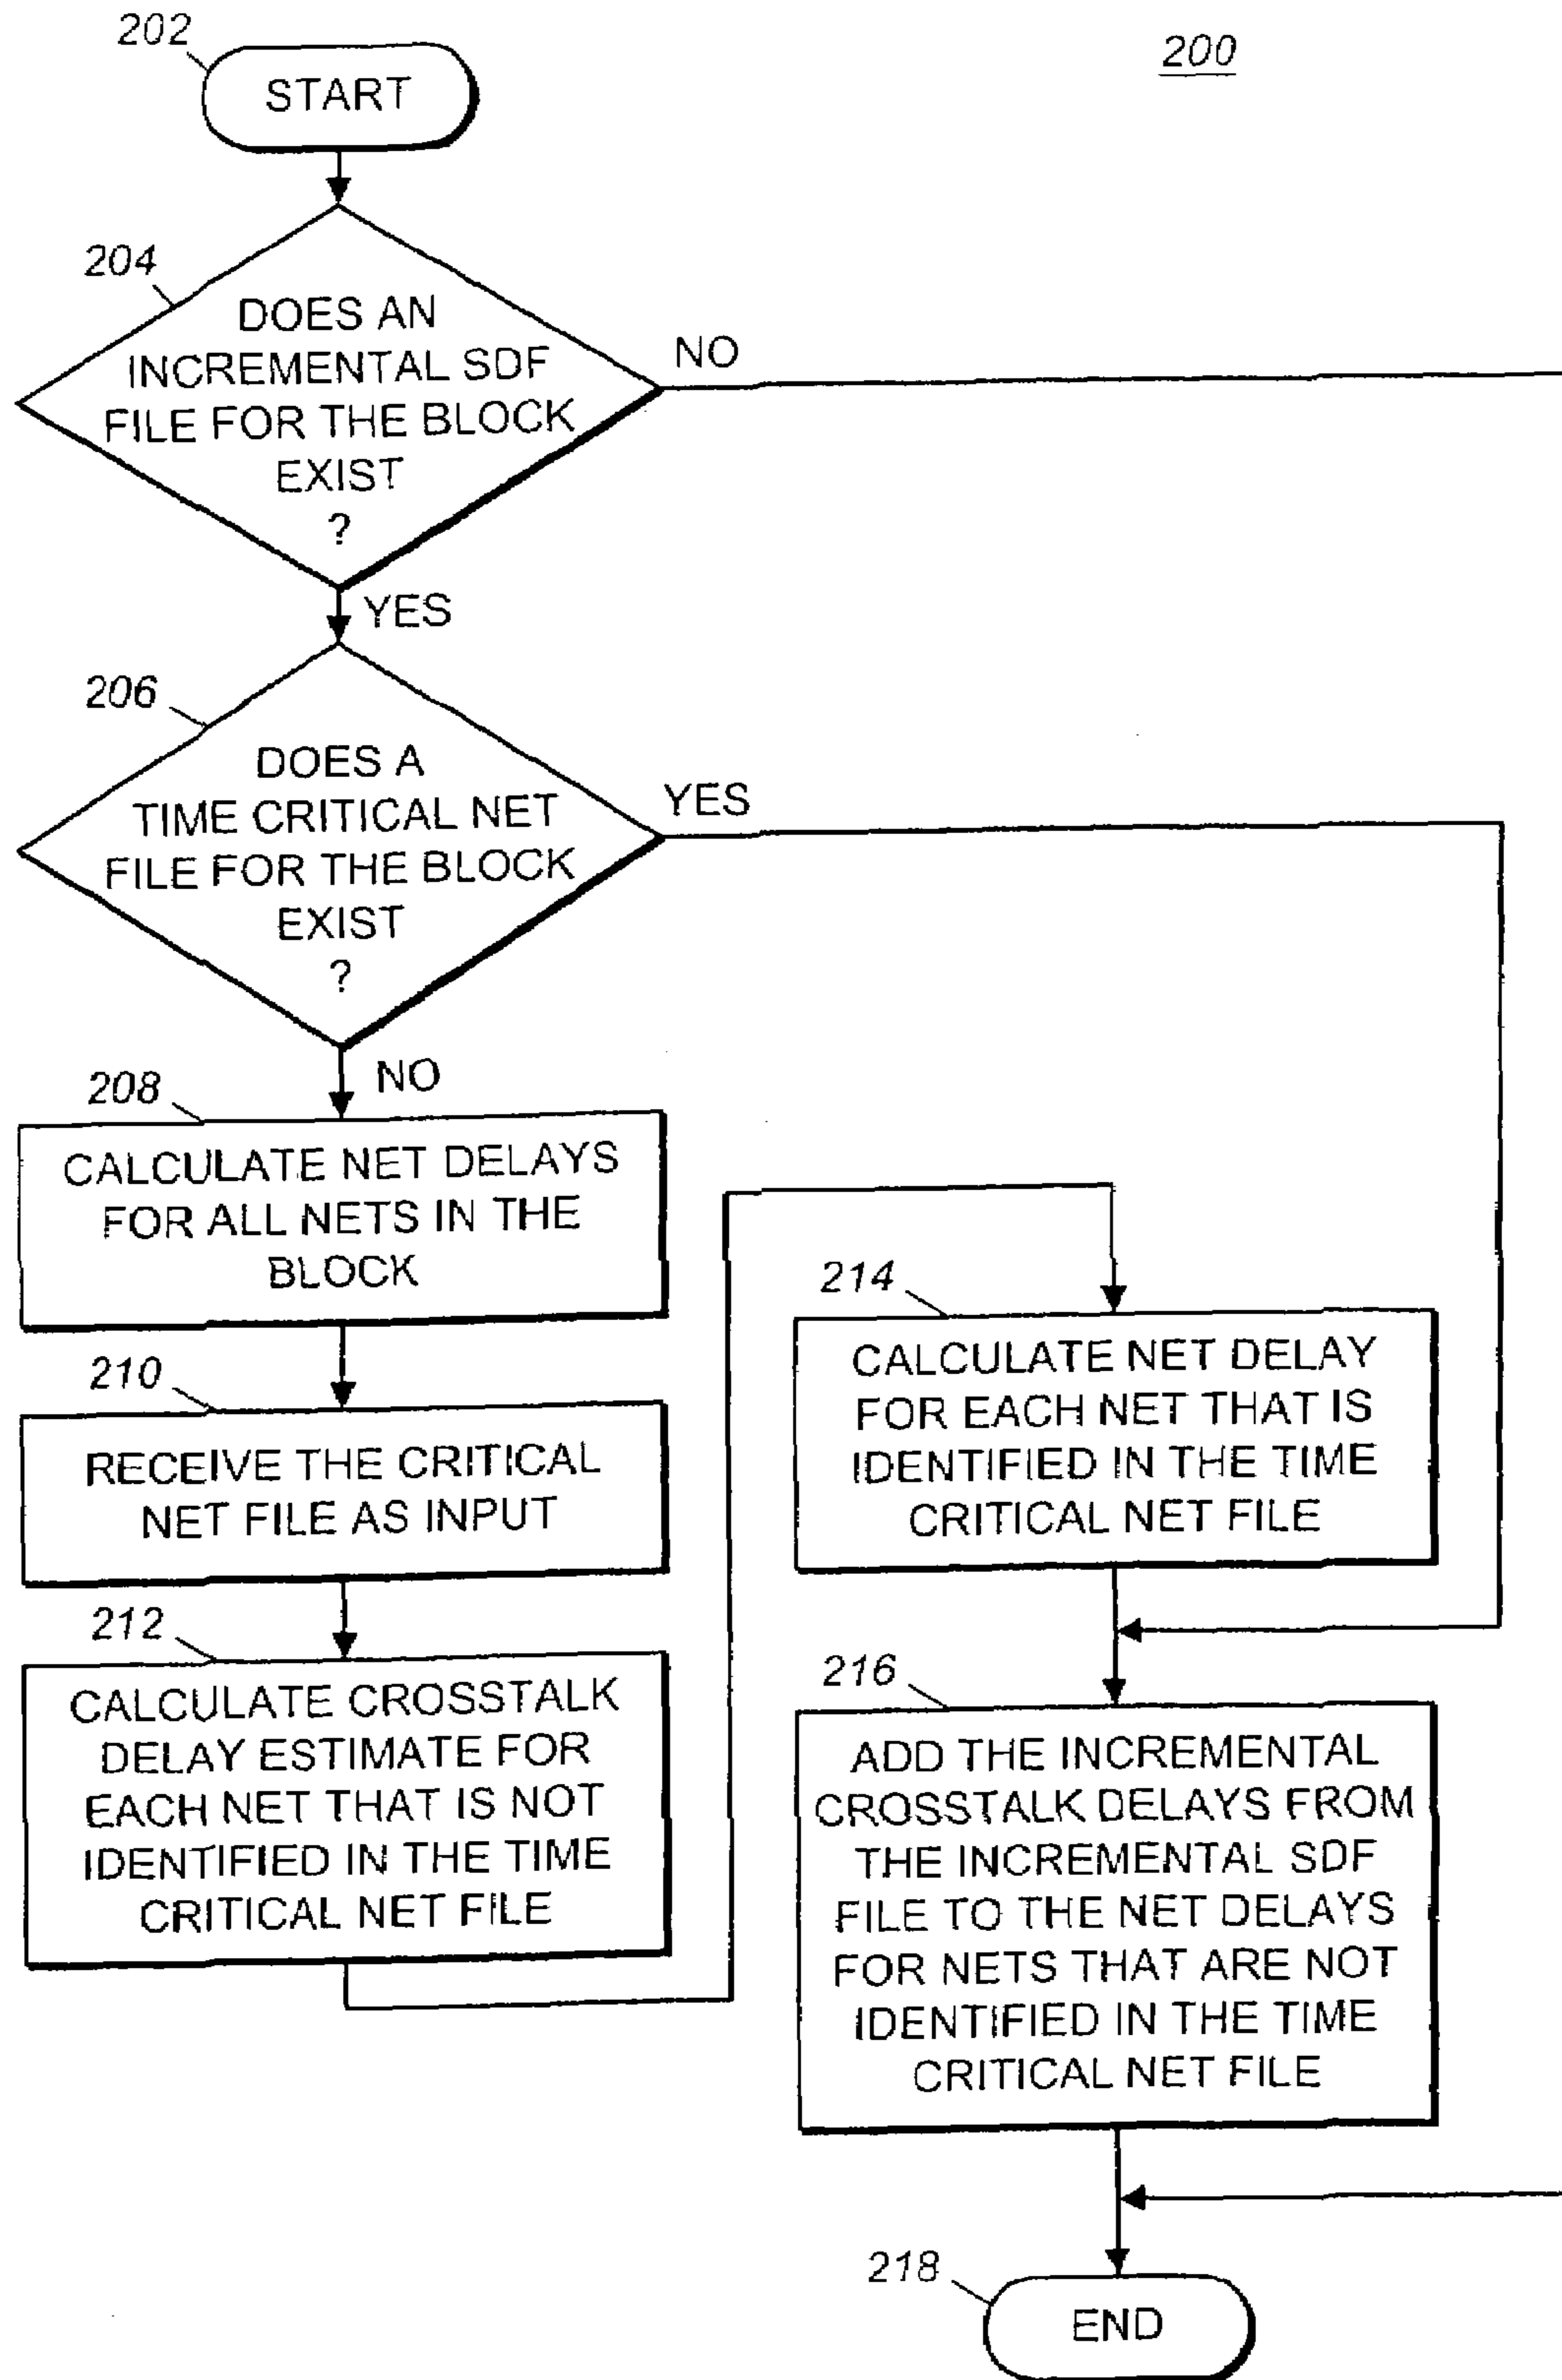 200
202
START
204
DOES AN
INCREMENTAL SDF
FILE FOR THE BLOCK
EXIST
?
NO
YES
206
DOES A
TIME CRITICAL NET
FILE FOR THE BLOCK
EXIST
?
YES
NO
208
CALCULATE NET DELAYS
FOR ALL NETS IN THE
BLOCK
210
RECEIVE THE CRITICAL
NET FILE AS INPUT
212
CALCULATE CROSSTALK
DELAY ESTIMATE FOR
EACH NET THAT IS NOT
IDENTIFIED IN THE TIME
CRITICAL NET FILE
214
CALCULATE NET DELAY
FOR EACH NET THAT IS
IDENTIFIED IN THE TIME
CRITICAL NET FILE
216
ADD THE INCREMENTAL
CROSSTALK DELAYS FROM
THE INCREMENTAL SDF
FILE TO THE NET DELAYS
FOR NETS THAT ARE NOT
IDENTIFIED IN THE TIME
CRITICAL NET FILE
218
END